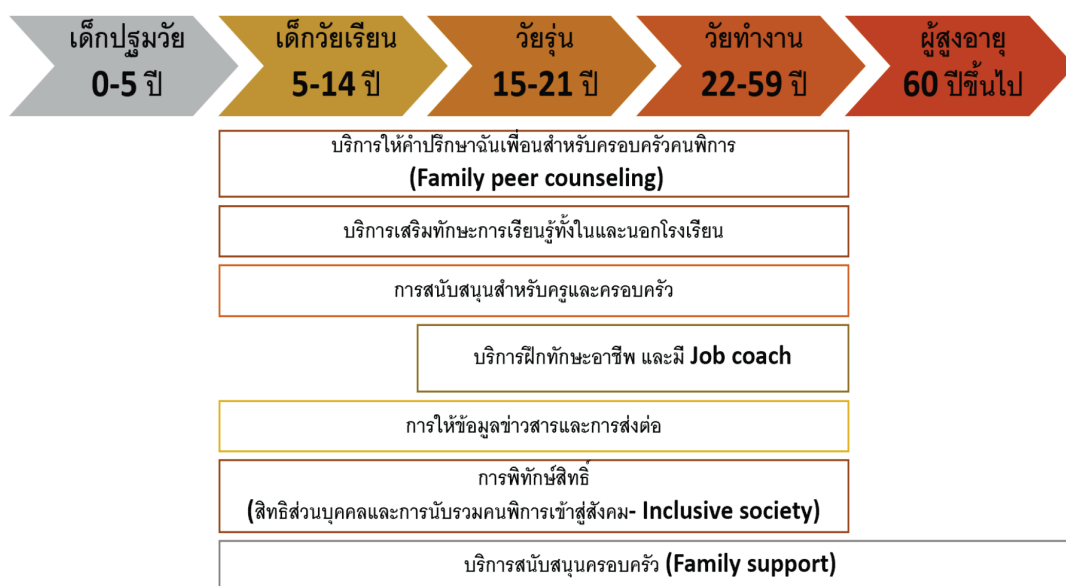 เด็กปฐมวัย
0-5 ปี
เด็กวัยเรียน
5-14 ปี
วัยรุ่น
15-21 ปี
วัยทำงาน
22-59 ปี
ผู้สูงอายุ
60 ปีขึ้นไป
บริการให้คำปรึกษาฉันเพื่อนสำหรับครอบครัวคนพิการ
(Family peer counseling)
บริการเสริมทักษะการเรียนรู้ทั้งในและนอกโรงเรียน
การสนับสนุนสำหรับครูและครอบครัว
บริการฝึกทักษะอาชีพ และมี Job coach
การให้ข้อมูลข่าวสารและการส่งต่อ
การพิทักษ์สิทธิ์
(สิทธิส่วนบุคคลและการนับรวมคนพิการเข้าสู่สังคม- Inclusive society)
บริการสนับสนุนครอบครัว (Family support)